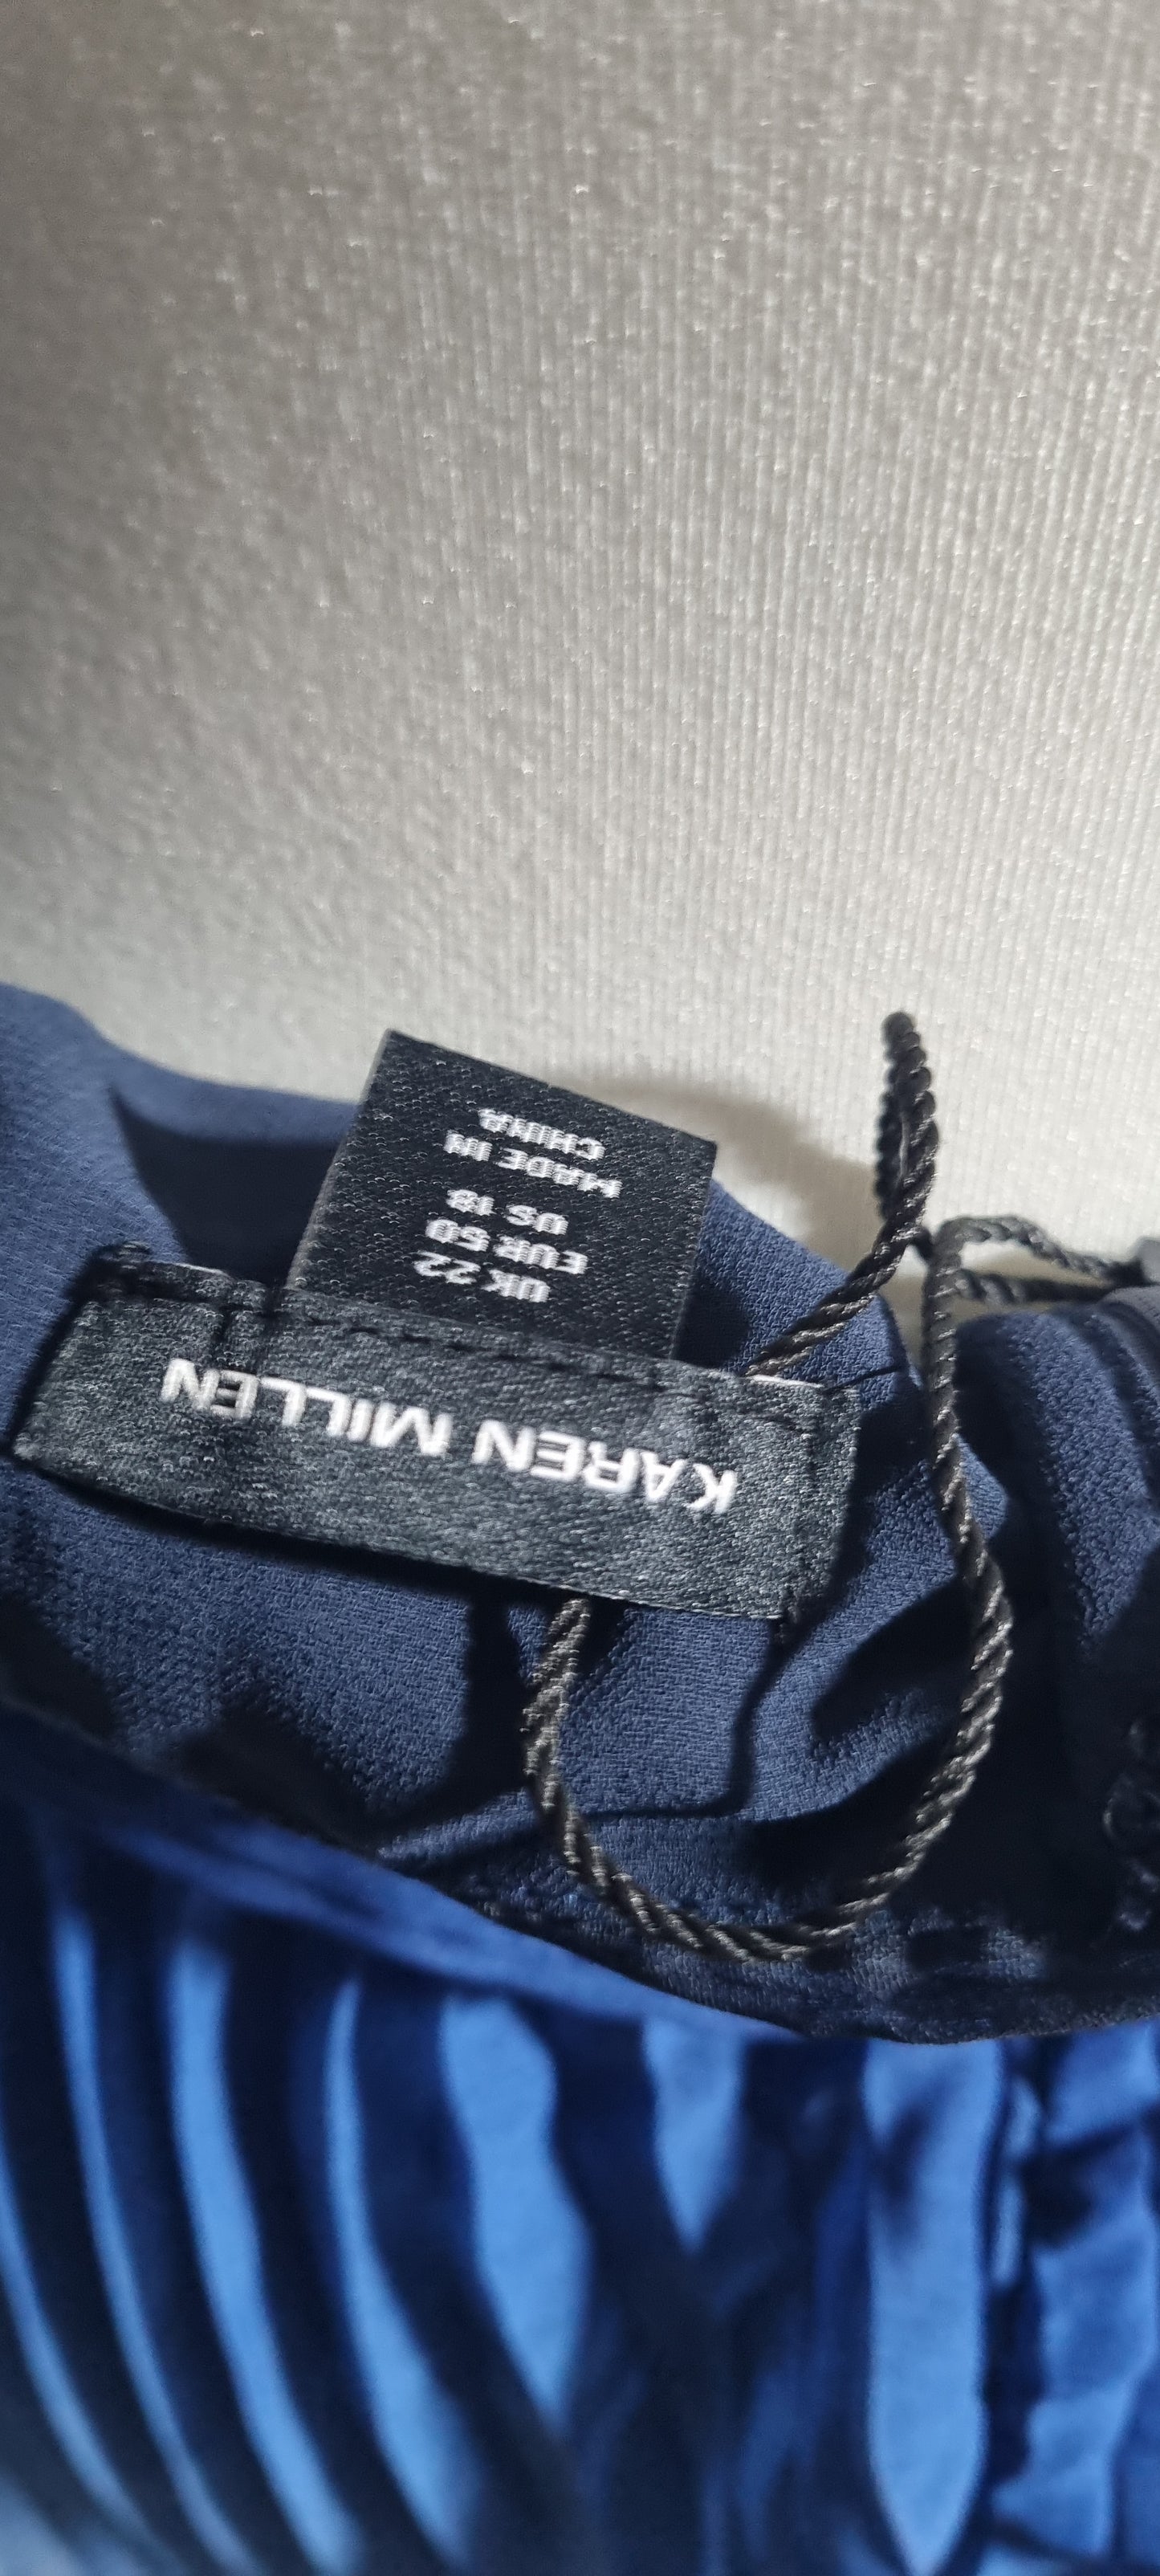 KAREN MILLEN
UK 22
EUR 50
US 18
MADE IN
CHINA